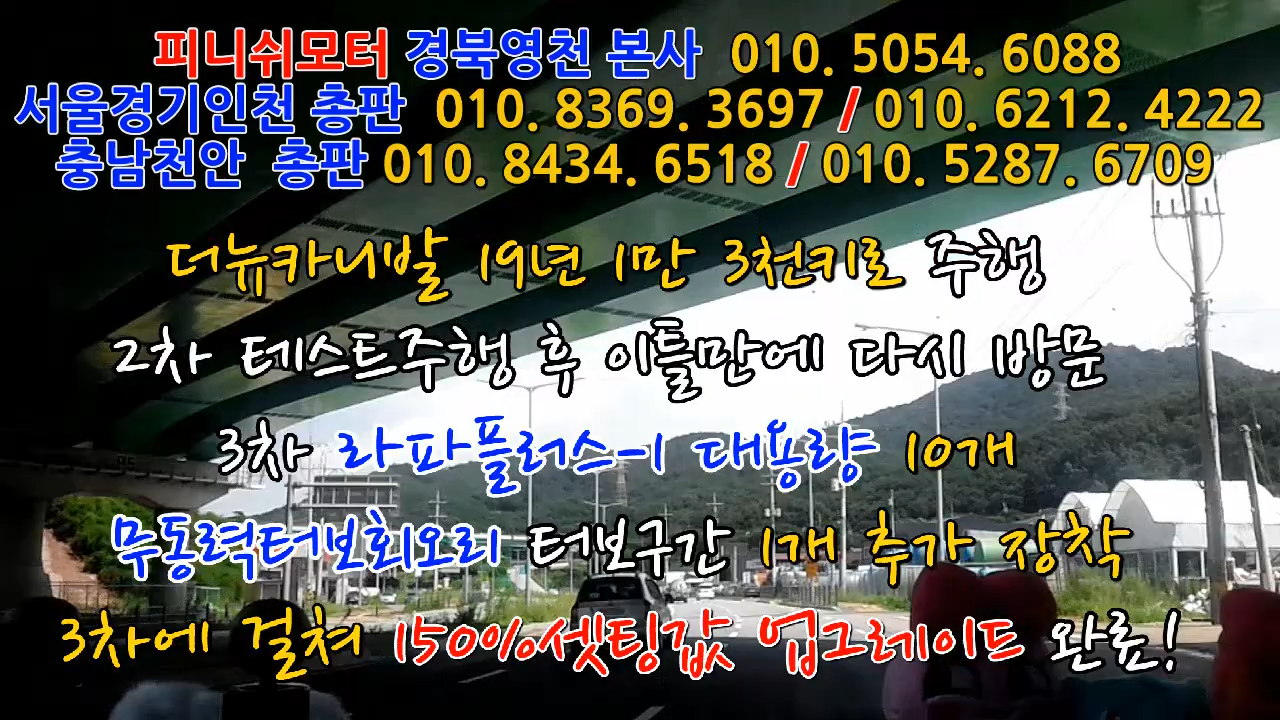 피니쉬모터 경북영천 본사 010. 5054. 6088
서울경기인천 총판 010. 8369. 3697 / 010. 6212. 4222
충남천안 총판 010. 8434. 6518 / 010. 5287. 6709
더뉴카니발 19년 1만 3천키로 주행
2차 테스트주행 후 이틀만에 다시 방문
3차 라파플러스-1 대용량 10개
무동력터보회오리 터보구간 1개 추가 장착
3차에 걸쳐 150%셋팅값 업그레이드 완료!